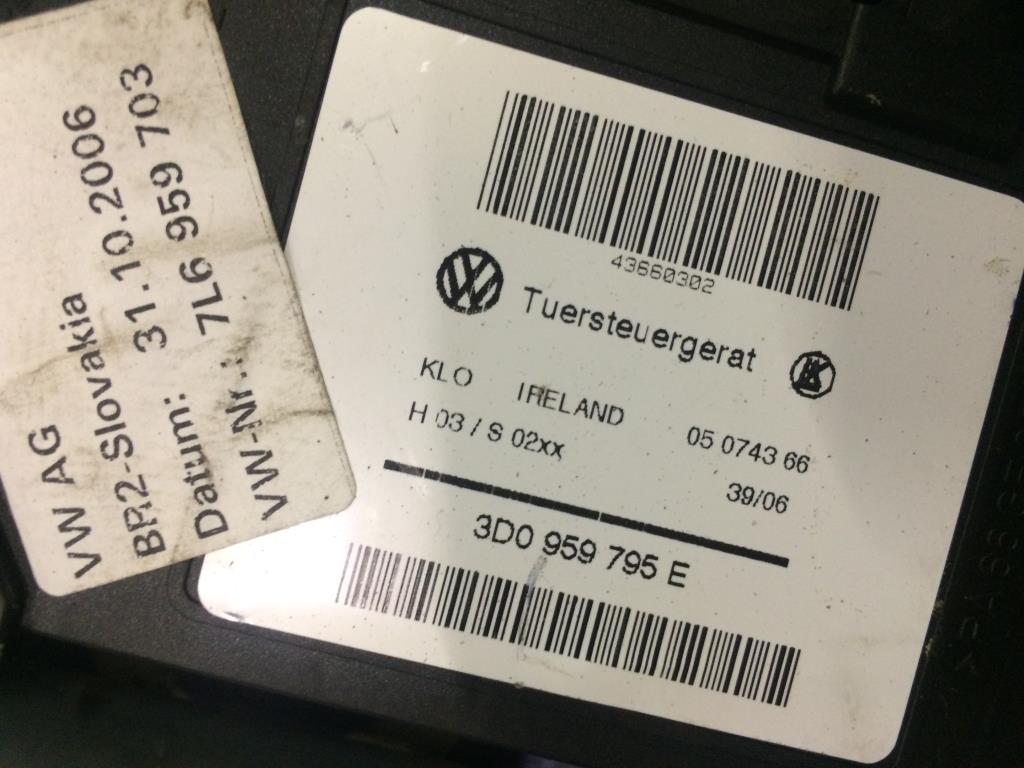 VW AG
BR2-Slovakia
Datum: 31.10.2006
VW-Nr.: 7L6 959 703
43660302
Tuersteuergerat
KLO IRELAND 05 0743 66
H 03 / S 02xx 39/06
3D0 959 795 E